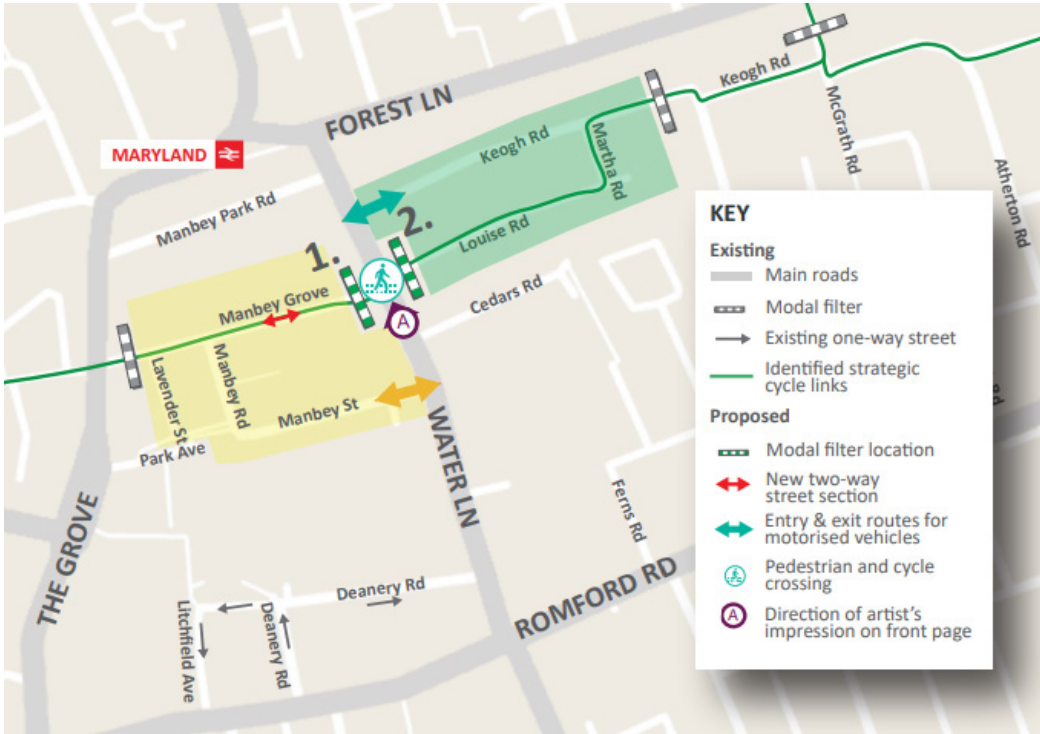 Keogh Rd
McGrath Rd
FOREST LN
MARYLAND
Keogh Rd
Martha Rd
Atherton Rd
Manbey Park Rd
2.
Louise Rd
1.
Manbey Grove
A
Cedars Rd
Lavender St
Manbey Rd
Manbey St
Park Ave
WATER LN
THE GROVE
Ferns Rd
Deanery Rd
Litchfield Ave
Deanery Rd
ROMFORD RD
KEY
Existing
Main roads
Modal filter
Existing one-way street
Identified strategic
cycle links
Proposed
Modal filter location
New two-way
street section
Entry & exit routes for
motorised vehicles
Pedestrian and cycle
crossing
A
Direction of artist's
impression on front page